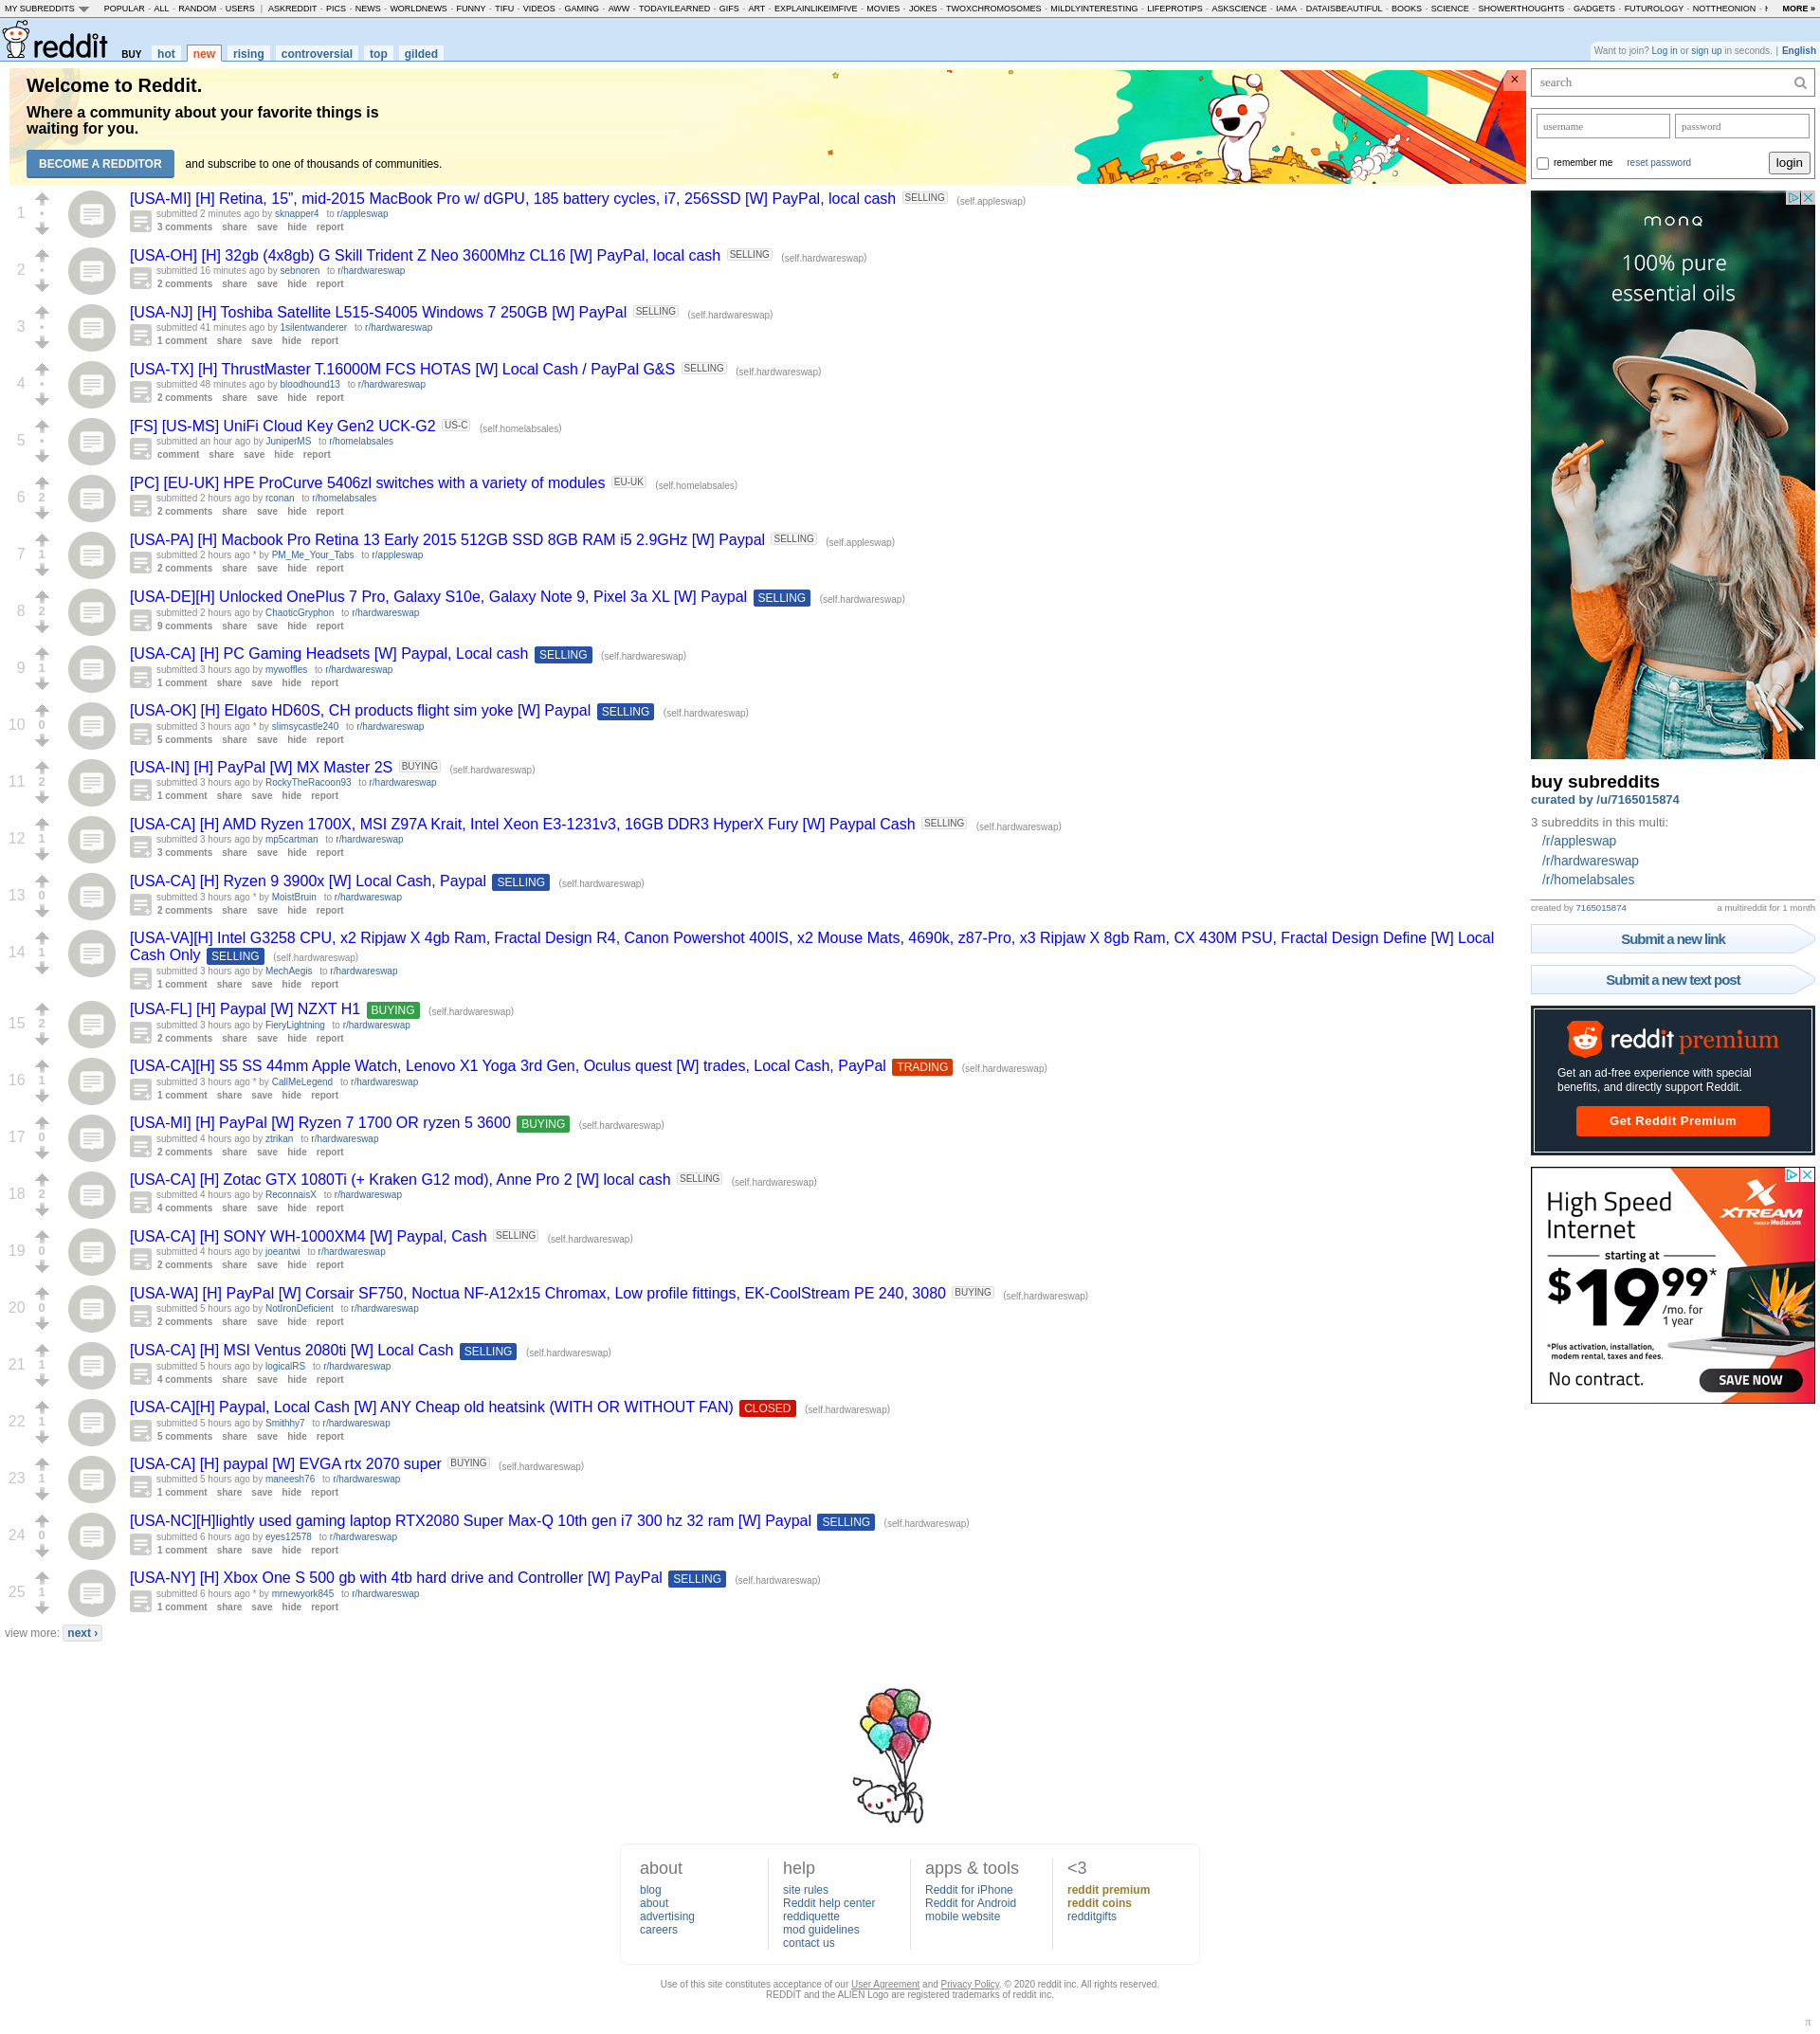 MY SUBREDDITS POPULAR - ALL - RANDOM - USERS | ASKREDDIT - PICS - NEWS - WORLDNEWS - FUNNY - TIFU - VIDEOS - GAMING - AWW - TODAYILEARNED - GIFS - ART - EXPLAINLIKEIMFIVE - MOVIES - JOKES - TWOXCHROMOSOMES - MILDLYINTERESTING - LIFEPROTIPS - ASKSCIENCE - IAMA - DATAISBEAUTIFUL - BOOKS - SCIENCE - SHOWERTHOUGHTS - GADGETS - FUTUROLOGY - NOTTHEONION - MORE »
reddit BUY hot new rising controversial top gilded
Want to join? Log in or sign up in seconds. | English
Welcome to Reddit.
Where a community about your favorite things is
waiting for you.
BECOME A REDDITOR and subscribe to one of thousands of communities.
1 [USA-MI] [H] Retina, 15”, mid-2015 MacBook Pro w/ dGPU, 185 battery cycles, i7, 256SSD [W] PayPal, local cash SELLING (self.appleswap)
submitted 2 minutes ago by sknapper4 to r/appleswap
3 comments share save hide report
2 [USA-OH] [H] 32gb (4x8gb) G Skill Trident Z Neo 3600Mhz CL16 [W] PayPal, local cash SELLING (self.hardwareswap)
submitted 16 minutes ago by sebnoren to r/hardwareswap
2 comments share save hide report
3 [USA-NJ] [H] Toshiba Satellite L515-S4005 Windows 7 250GB [W] PayPal SELLING (self.hardwareswap)
submitted 41 minutes ago by 1silentwanderer to r/hardwareswap
1 comment share save hide report
4 [USA-TX] [H] ThrustMaster T.16000M FCS HOTAS [W] Local Cash / PayPal G&S SELLING (self.hardwareswap)
submitted 48 minutes ago by bloodhound13 to r/hardwareswap
2 comments share save hide report
5 [FS] [US-MS] UniFi Cloud Key Gen2 UCK-G2 US-C (self.homelabsales)
submitted an hour ago by JuniperMS to r/homelabsales
comment share save hide report
6 2 [PC] [EU-UK] HPE ProCurve 5406zl switches with a variety of modules EU-UK (self.homelabsales)
submitted 2 hours ago by rconan to r/homelabsales
2 comments share save hide report
7 1 [USA-PA] [H] Macbook Pro Retina 13 Early 2015 512GB SSD 8GB RAM i5 2.9GHz [W] Paypal SELLING (self.appleswap)
submitted 2 hours ago * by PM_Me_Your_Tabs to r/appleswap
2 comments share save hide report
8 2 [USA-DE][H] Unlocked OnePlus 7 Pro, Galaxy S10e, Galaxy Note 9, Pixel 3a XL [W] Paypal SELLING (self.hardwareswap)
submitted 2 hours ago by ChaoticGryphon to r/hardwareswap
9 comments share save hide report
9 1 [USA-CA] [H] PC Gaming Headsets [W] Paypal, Local cash SELLING (self.hardwareswap)
submitted 3 hours ago by mywoffles to r/hardwareswap
1 comment share save hide report
10 0 [USA-OK] [H] Elgato HD60S, CH products flight sim yoke [W] Paypal SELLING (self.hardwareswap)
submitted 3 hours ago * by slimsycastle240 to r/hardwareswap
5 comments share save hide report
11 2 [USA-IN] [H] PayPal [W] MX Master 2S BUYING (self.hardwareswap)
submitted 3 hours ago by RockyTheRacoon93 to r/hardwareswap
1 comment share save hide report
12 1 [USA-CA] [H] AMD Ryzen 1700X, MSI Z97A Krait, Intel Xeon E3-1231v3, 16GB DDR3 HyperX Fury [W] Paypal Cash SELLING (self.hardwareswap)
submitted 3 hours ago by mp5cartman to r/hardwareswap
3 comments share save hide report
13 0 [USA-CA] [H] Ryzen 9 3900x [W] Local Cash, Paypal SELLING (self.hardwareswap)
submitted 3 hours ago * by MoistBruin to r/hardwareswap
2 comments share save hide report
14 1 [USA-VA][H] Intel G3258 CPU, x2 Ripjaw X 4gb Ram, Fractal Design R4, Canon Powershot 400IS, x2 Mouse Mats, 4690k, z87-Pro, x3 Ripjaw X 8gb Ram, CX 430M PSU, Fractal Design Define [W] Local
Cash Only SELLING (self.hardwareswap)
submitted 3 hours ago by MechAegis to r/hardwareswap
1 comment share save hide report
15 2 [USA-FL] [H] Paypal [W] NZXT H1 BUYING (self.hardwareswap)
submitted 3 hours ago by FieryLightning to r/hardwareswap
2 comments share save hide report
16 1 [USA-CA][H] S5 SS 44mm Apple Watch, Lenovo X1 Yoga 3rd Gen, Oculus quest [W] trades, Local Cash, PayPal TRADING (self.hardwareswap)
submitted 3 hours ago * by CallMeLegend to r/hardwareswap
1 comment share save hide report
17 0 [USA-MI] [H] PayPal [W] Ryzen 7 1700 OR ryzen 5 3600 BUYING (self.hardwareswap)
submitted 4 hours ago by ztrikan to r/hardwareswap
2 comments share save hide report
18 2 [USA-CA] [H] Zotac GTX 1080Ti (+ Kraken G12 mod), Anne Pro 2 [W] local cash SELLING (self.hardwareswap)
submitted 4 hours ago by ReconnaisX to r/hardwareswap
4 comments share save hide report
19 0 [USA-CA] [H] SONY WH-1000XM4 [W] Paypal, Cash SELLING (self.hardwareswap)
submitted 4 hours ago by joeantwi to r/hardwareswap
2 comments share save hide report
20 0 [USA-WA] [H] PayPal [W] Corsair SF750, Noctua NF-A12x15 Chromax, Low profile fittings, EK-CoolStream PE 240, 3080 BUYING (self.hardwareswap)
submitted 5 hours ago by NotIronDeficient to r/hardwareswap
2 comments share save hide report
21 1 [USA-CA] [H] MSI Ventus 2080ti [W] Local Cash SELLING (self.hardwareswap)
submitted 5 hours ago by logicalRS to r/hardwareswap
4 comments share save hide report
22 1 [USA-CA][H] Paypal, Local Cash [W] ANY Cheap old heatsink (WITH OR WITHOUT FAN) CLOSED (self.hardwareswap)
submitted 5 hours ago by Smithhy7 to r/hardwareswap
5 comments share save hide report
23 1 [USA-CA] [H] paypal [W] EVGA rtx 2070 super BUYING (self.hardwareswap)
submitted 5 hours ago by maneesh76 to r/hardwareswap
1 comment share save hide report
24 0 [USA-NC][H]lightly used gaming laptop RTX2080 Super Max-Q 10th gen i7 300 hz 32 ram [W] Paypal SELLING (self.hardwareswap)
submitted 6 hours ago by eyes12578 to r/hardwareswap
1 comment share save hide report
25 1 [USA-NY] [H] Xbox One S 500 gb with 4tb hard drive and Controller [W] PayPal SELLING (self.hardwareswap)
submitted 6 hours ago * by mmewyork845 to r/hardwareswap
1 comment share save hide report
view more: next ›
search
username password
remember me reset password login
monq
100% pure
essential oils
buy subreddits
curated by /u/7165015874
3 subreddits in this multi:
/r/appleswap
/r/hardwareswap
/r/homelabsales
created by 7165015874 a multireddit for 1 month
Submit a new link
Submit a new text post
reddit premium
Get an ad-free experience with special
benefits, and directly support Reddit.
Get Reddit Premium
High Speed
Internet
XTREAM
POWERED BY Mediacom
starting at
$19 99*
/mo. for
1 year
*Plus activation, installation,
modem rental, taxes and fees.
No contract. SAVE NOW
about
blog
about
advertising
careers
help
site rules
Reddit help center
reddiquette
mod guidelines
contact us
apps & tools
Reddit for iPhone
Reddit for Android
mobile website
<3
reddit premium
reddit coins
redditgifts
Use of this site constitutes acceptance of our User Agreement and Privacy Policy. © 2020 reddit inc. All rights reserved.
REDDIT and the ALIEN Logo are registered trademarks of reddit inc.
π